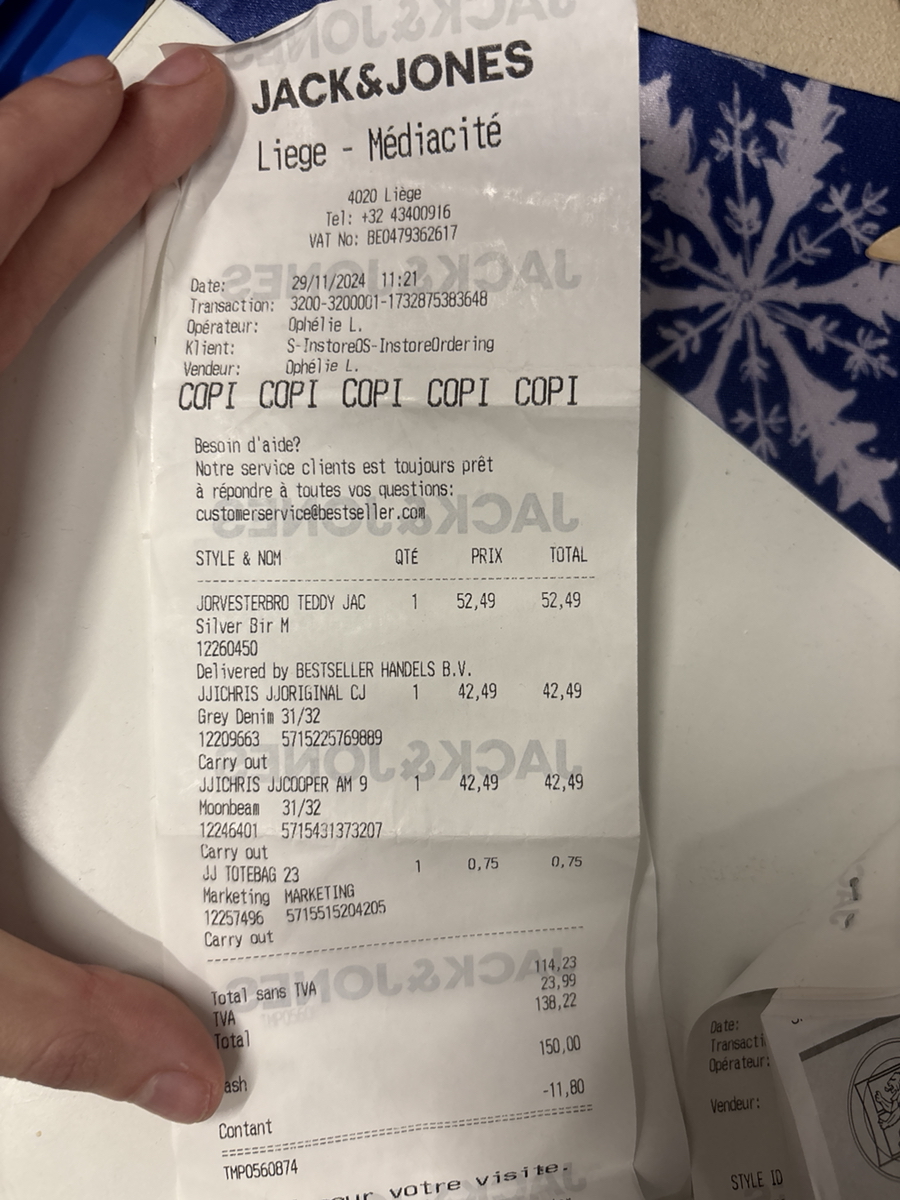 JACK&JONES
Liege - Médiacité
4020 Liège
Tel: +32 43400916
VAT No: BE0479362617
Date: 29/11/2024 11:21
Transaction: 3200-3200001-1732875383648
Opérateur: Ophélie L.
Klient: S-InstoreOS-InstoreOrdering
Vendeur: Ophélie L.
COPI COPI COPI COPI COPI
Besoin d'aide?
Notre service clients est toujours prêt
à répondre à toutes vos questions:
customerservice@bestseller.com
STYLE & NOM QTÉ PRIX TOTAL
JORVESTERBRO TEDDY JAC 1 52,49 52,49
Silver Bir M
12260450
Delivered by BESTSELLER HANDELS B.V.
JJICHRIS JJORIGINAL CJ 1 42,49 42,49
Grey Denim 31/32
12209663 5715225769889
Carry out
JJICHRIS JJCOOPER AM 9 1 42,49 42,49
Moonbeam 31/32
12246401 5715431373207
Carry out
JJ TOTEBAG 23 1 0,75 0,75
Marketing MARKETING
12257496 5715515204205
Carry out
Total sans TVA 114,23
TVA 23,99
Total 138,22
ash 150,00
Contant -11,80
TMP0560874
votre visite.
Date:
Transacti
Opérateur:
Vendeur:
STYLE ID